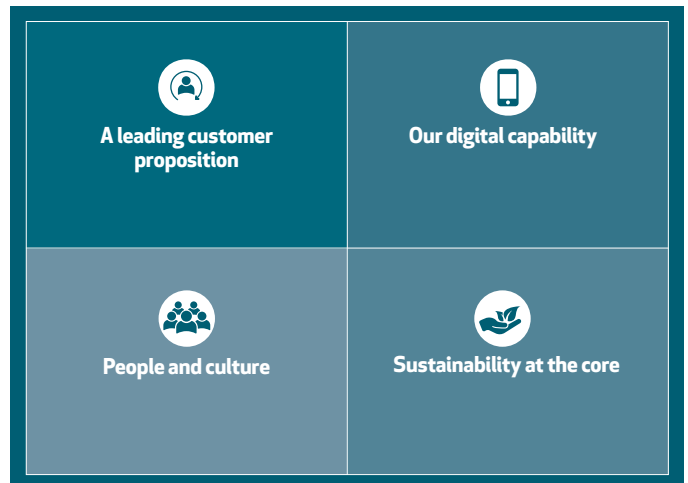 A leading customer
proposition
Our digital capability
People and culture
Sustainability at the core